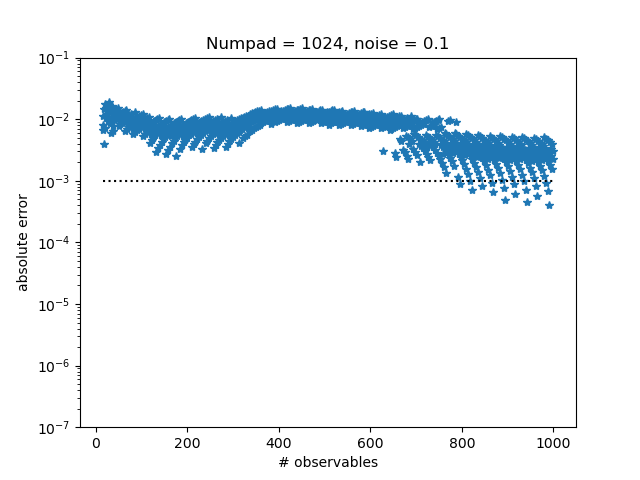 Numpad = 1024, noise = 0.1
10⁻¹
10⁻²
10⁻³
10⁻⁴
10⁻⁵
10⁻⁶
10⁻⁷
absolute error
0 200 400 600 800 1000
# observables